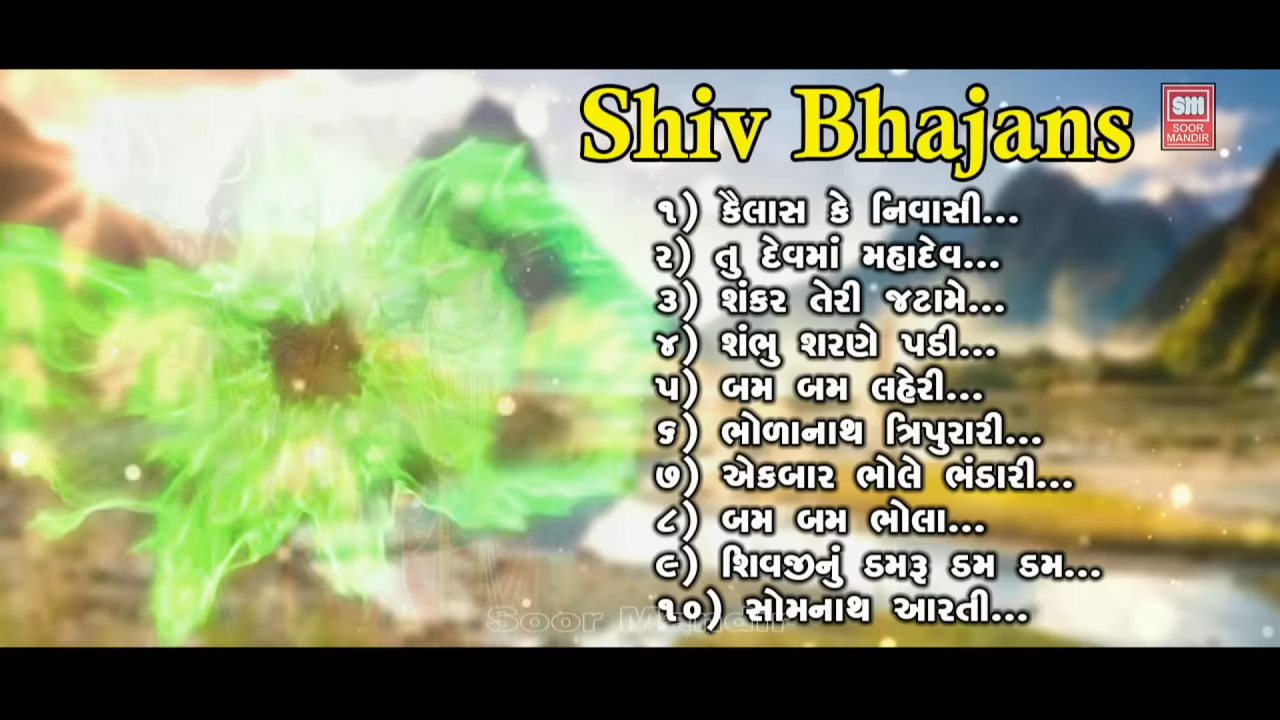 Shiv Bhajans
sm
SOOR
MANDIR
૧) કૈલાસ કે નિવાસી...
૨) તુ દેવમાં મહાદેવ...
૩) શંકર તેરી જટામે...
૪) શંભુ શરણે પડી...
૫) બમ બમ લહેરી...
૬) ભોળાનાથ ત્રિપુરારી...
૭) એકબાર ભોલે ભંડારી...
૮) બમ બમ ભોલા...
૯) શિવજીનું ડમરૂ ડમ ડમ...
૧૦) સોમનાથ આરતી...
Soor Mandir